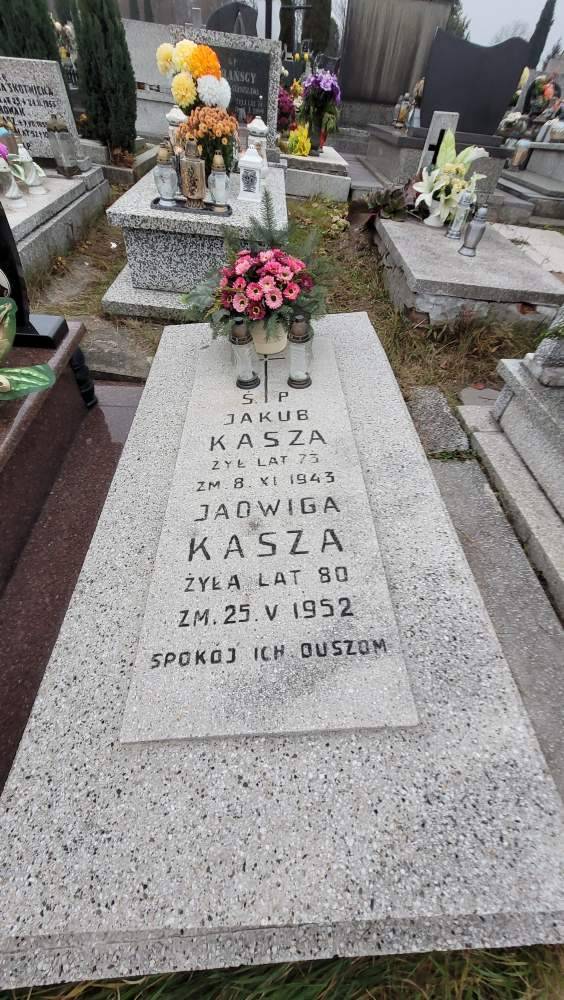 Ś P
JAKUB
KASZA
ŻYŁ LAT 73
ZM. 8. XI 1943
JADWIGA
KASZA
ŻYŁA LAT 80
ZM. 25. V 1952
SPOKÓJ ICH DUSZOM